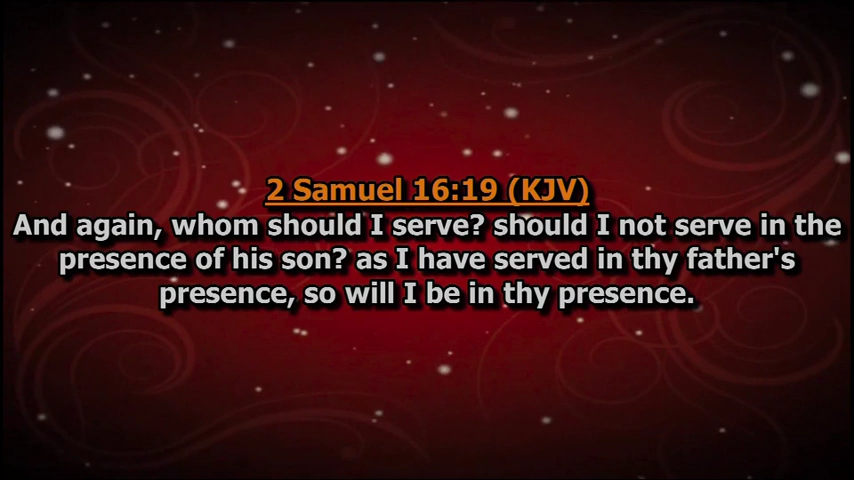 2 Samuel 16:19 (KJV)
And again, whom should I serve? should I not serve in the
presence of his son? as I have served in thy father's
presence, so will I be in thy presence.